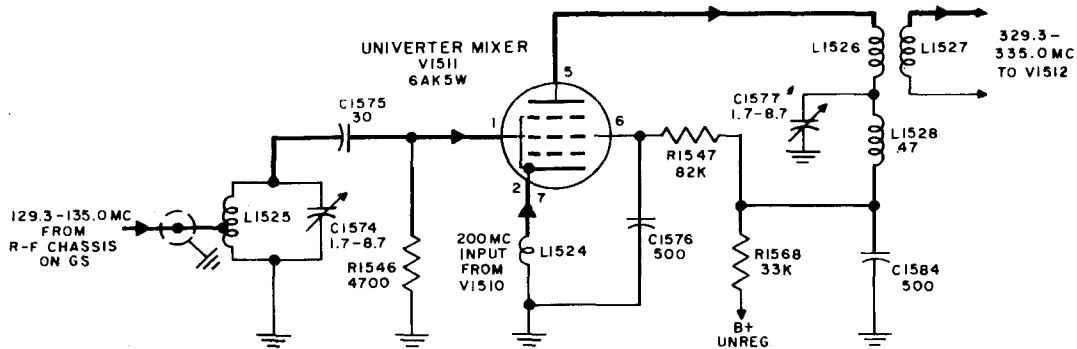 UNIVERTER MIXER
V1511
6AK5W
5
L1526
L1527
329.3-
335.0MC
TO V1512
C1575
30
1
6
C1577
1.7-8.7
R1547
82K
L1528
.47
2
7
129.3-135.0MC
FROM
R-F CHASSIS
ON GS
L1525
C1574
1.7-8.7
R1546
4700
200MC
INPUT
FROM
V1510
L1524
C1576
500
R1568
33K
C1584
500
B+
UNREG.